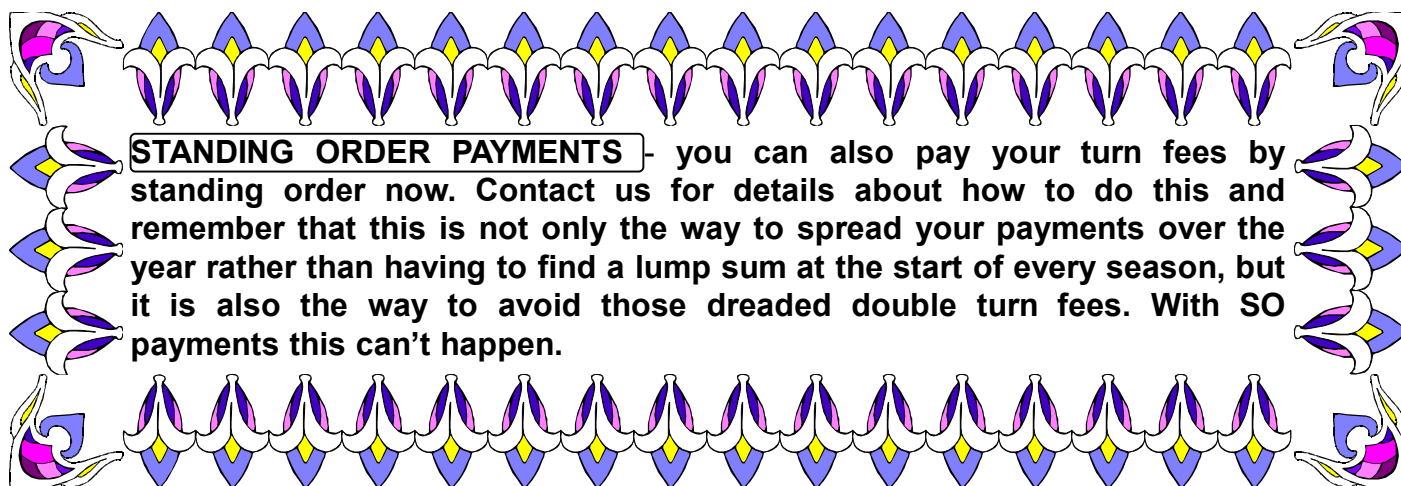 STANDING ORDER PAYMENTS - you can also pay your turn fees by
standing order now. Contact us for details about how to do this and
remember that this is not only the way to spread your payments over the
year rather than having to find a lump sum at the start of every season, but
it is also the way to avoid those dreaded double turn fees. With SO
payments this can’t happen.